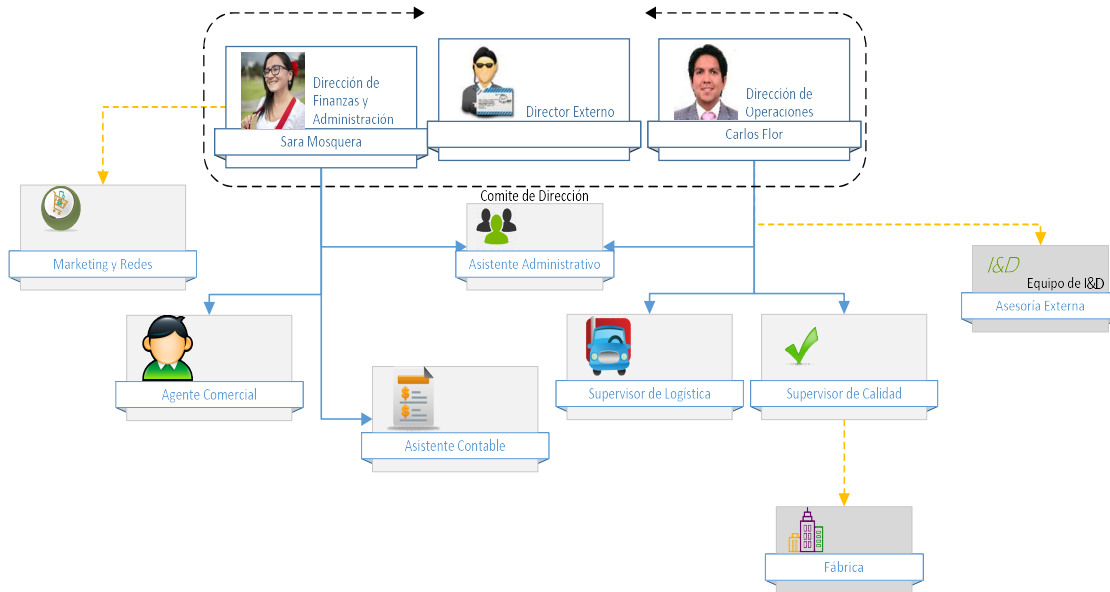 Dirección de
Finanzas y
Administración
Sara Mosquera
Director Externo
Dirección de
Operaciones
Carlos Flor
Comite de Dirección
Marketing y Redes
Asistente Administrativo
I&D
Equipo de I&D
Asesoría Externa
Agente Comercial
Supervisor de Logística
Supervisor de Calidad
Asistente Contable
Fábrica